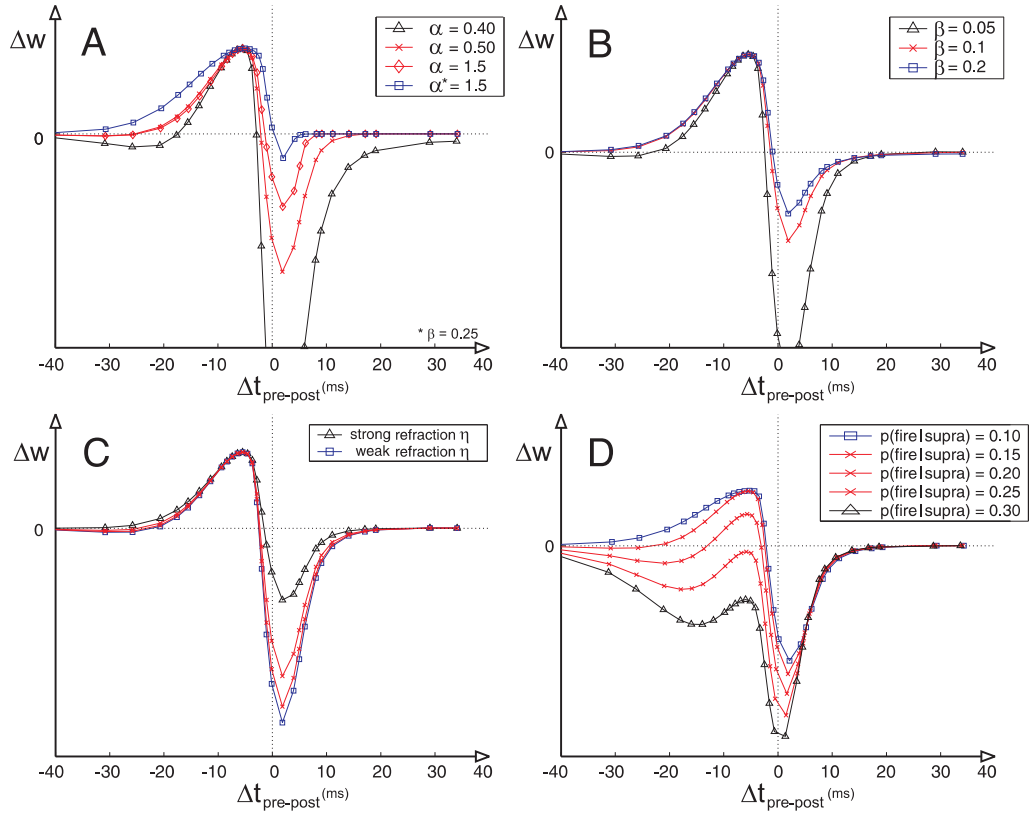 Δw
A
α = 0.40
α = 0.50
α = 1.5
α* = 1.5
0
* β = 0.25
-40 -30 -20 -10 0 10 20 30 40
Δt pre-post (ms)
Δw
B
β = 0.05
β = 0.1
β = 0.2
0
-40 -30 -20 -10 0 10 20 30 40
Δt pre-post (ms)
Δw
C
strong refraction η
weak refraction η
0
-40 -30 -20 -10 0 10 20 30 40
Δt pre-post (ms)
Δw
D
p(fire|supra) = 0.10
p(fire|supra) = 0.15
p(fire|supra) = 0.20
p(fire|supra) = 0.25
p(fire|supra) = 0.30
0
-40 -30 -20 -10 0 10 20 30 40
Δt pre-post (ms)